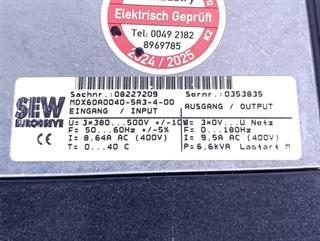 Elektrisch Geprüft
Tel: 0049 2182
8969785
2024 / 2025
K2
Sachnr.: 08227209 Sernr.: 0353835
MDX60A0040-5A3-4-00
EINGANG / INPUT AUSGANG / OUTPUT
SEW
EURODRIVE
CE
U= 3*380...500V +/-10% U= 3*0V...U Netz
F= 50...60Hz +/-5% F= 0...180Hz
I= 8.64A AC (400V) I= 9.5A AC (400V)
T= 0...40 C P=6.6kVA Lastart M